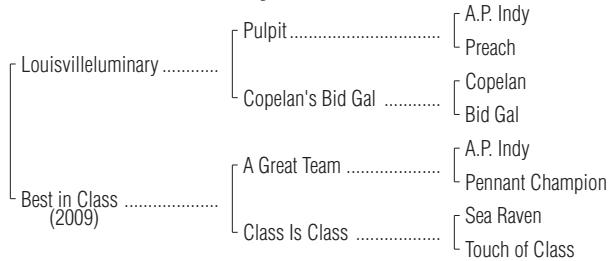 A.P. Indy
Pulpit
Preach
Louisvilleluminary
Copelan
Copelan's Bid Gal
Bid Gal
A.P. Indy
A Great Team
Pennant Champion
Best in Class
(2009)
Sea Raven
Class Is Class
Touch of Class